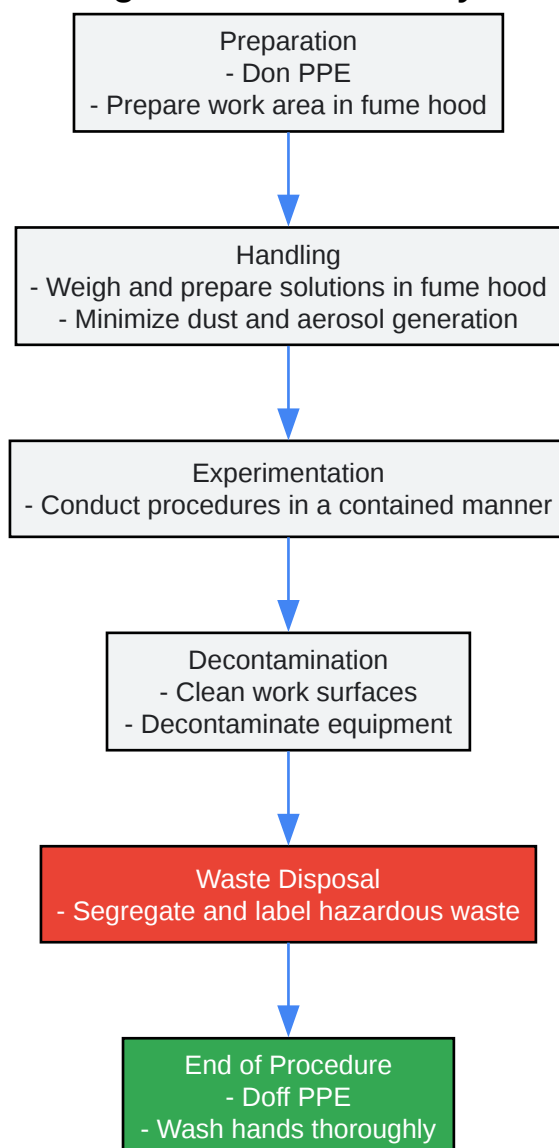 Preparation
- Don PPE
- Prepare work area in fume hood
Handling
- Weigh and prepare solutions in fume hood
- Minimize dust and aerosol generation
Experimentation
- Conduct procedures in a contained manner
Decontamination
- Clean work surfaces
- Decontaminate equipment
Waste Disposal
- Segregate and label hazardous waste
End of Procedure
- Doff PPE
- Wash hands thoroughly